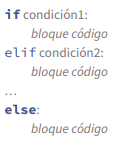 if condición1:
bloque código
elif condición2:
bloque código
...
else:
bloque código